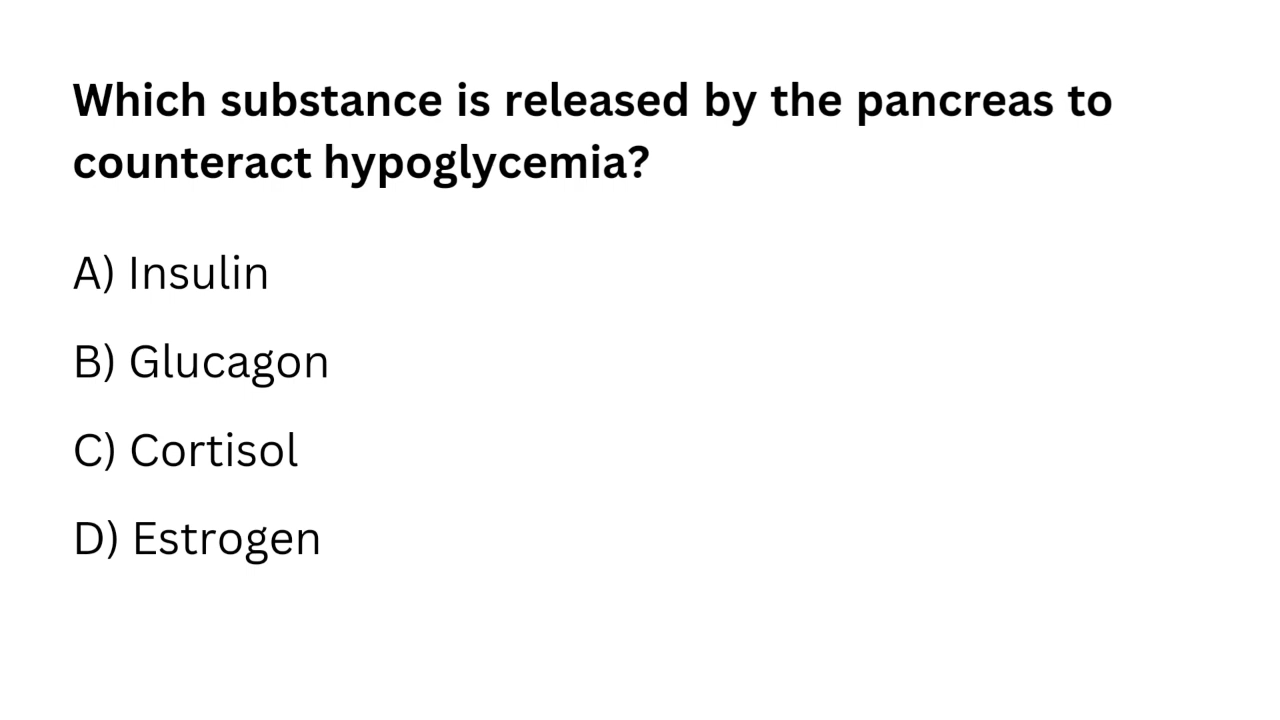 Which substance is released by the pancreas to
counteract hypoglycemia?
A) Insulin
B) Glucagon
C) Cortisol
D) Estrogen